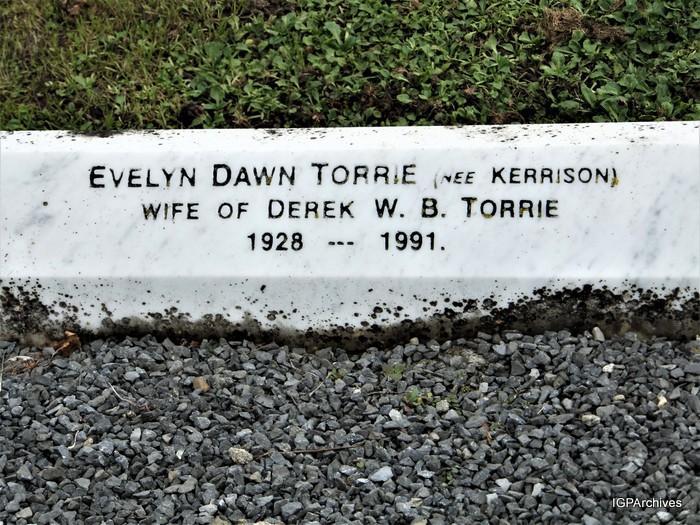 EVELYN DAWN TORRIE (NEE KERRISON)
WIFE OF DEREK W. B. TORRIE
1928 --- 1991.
IGPArchives